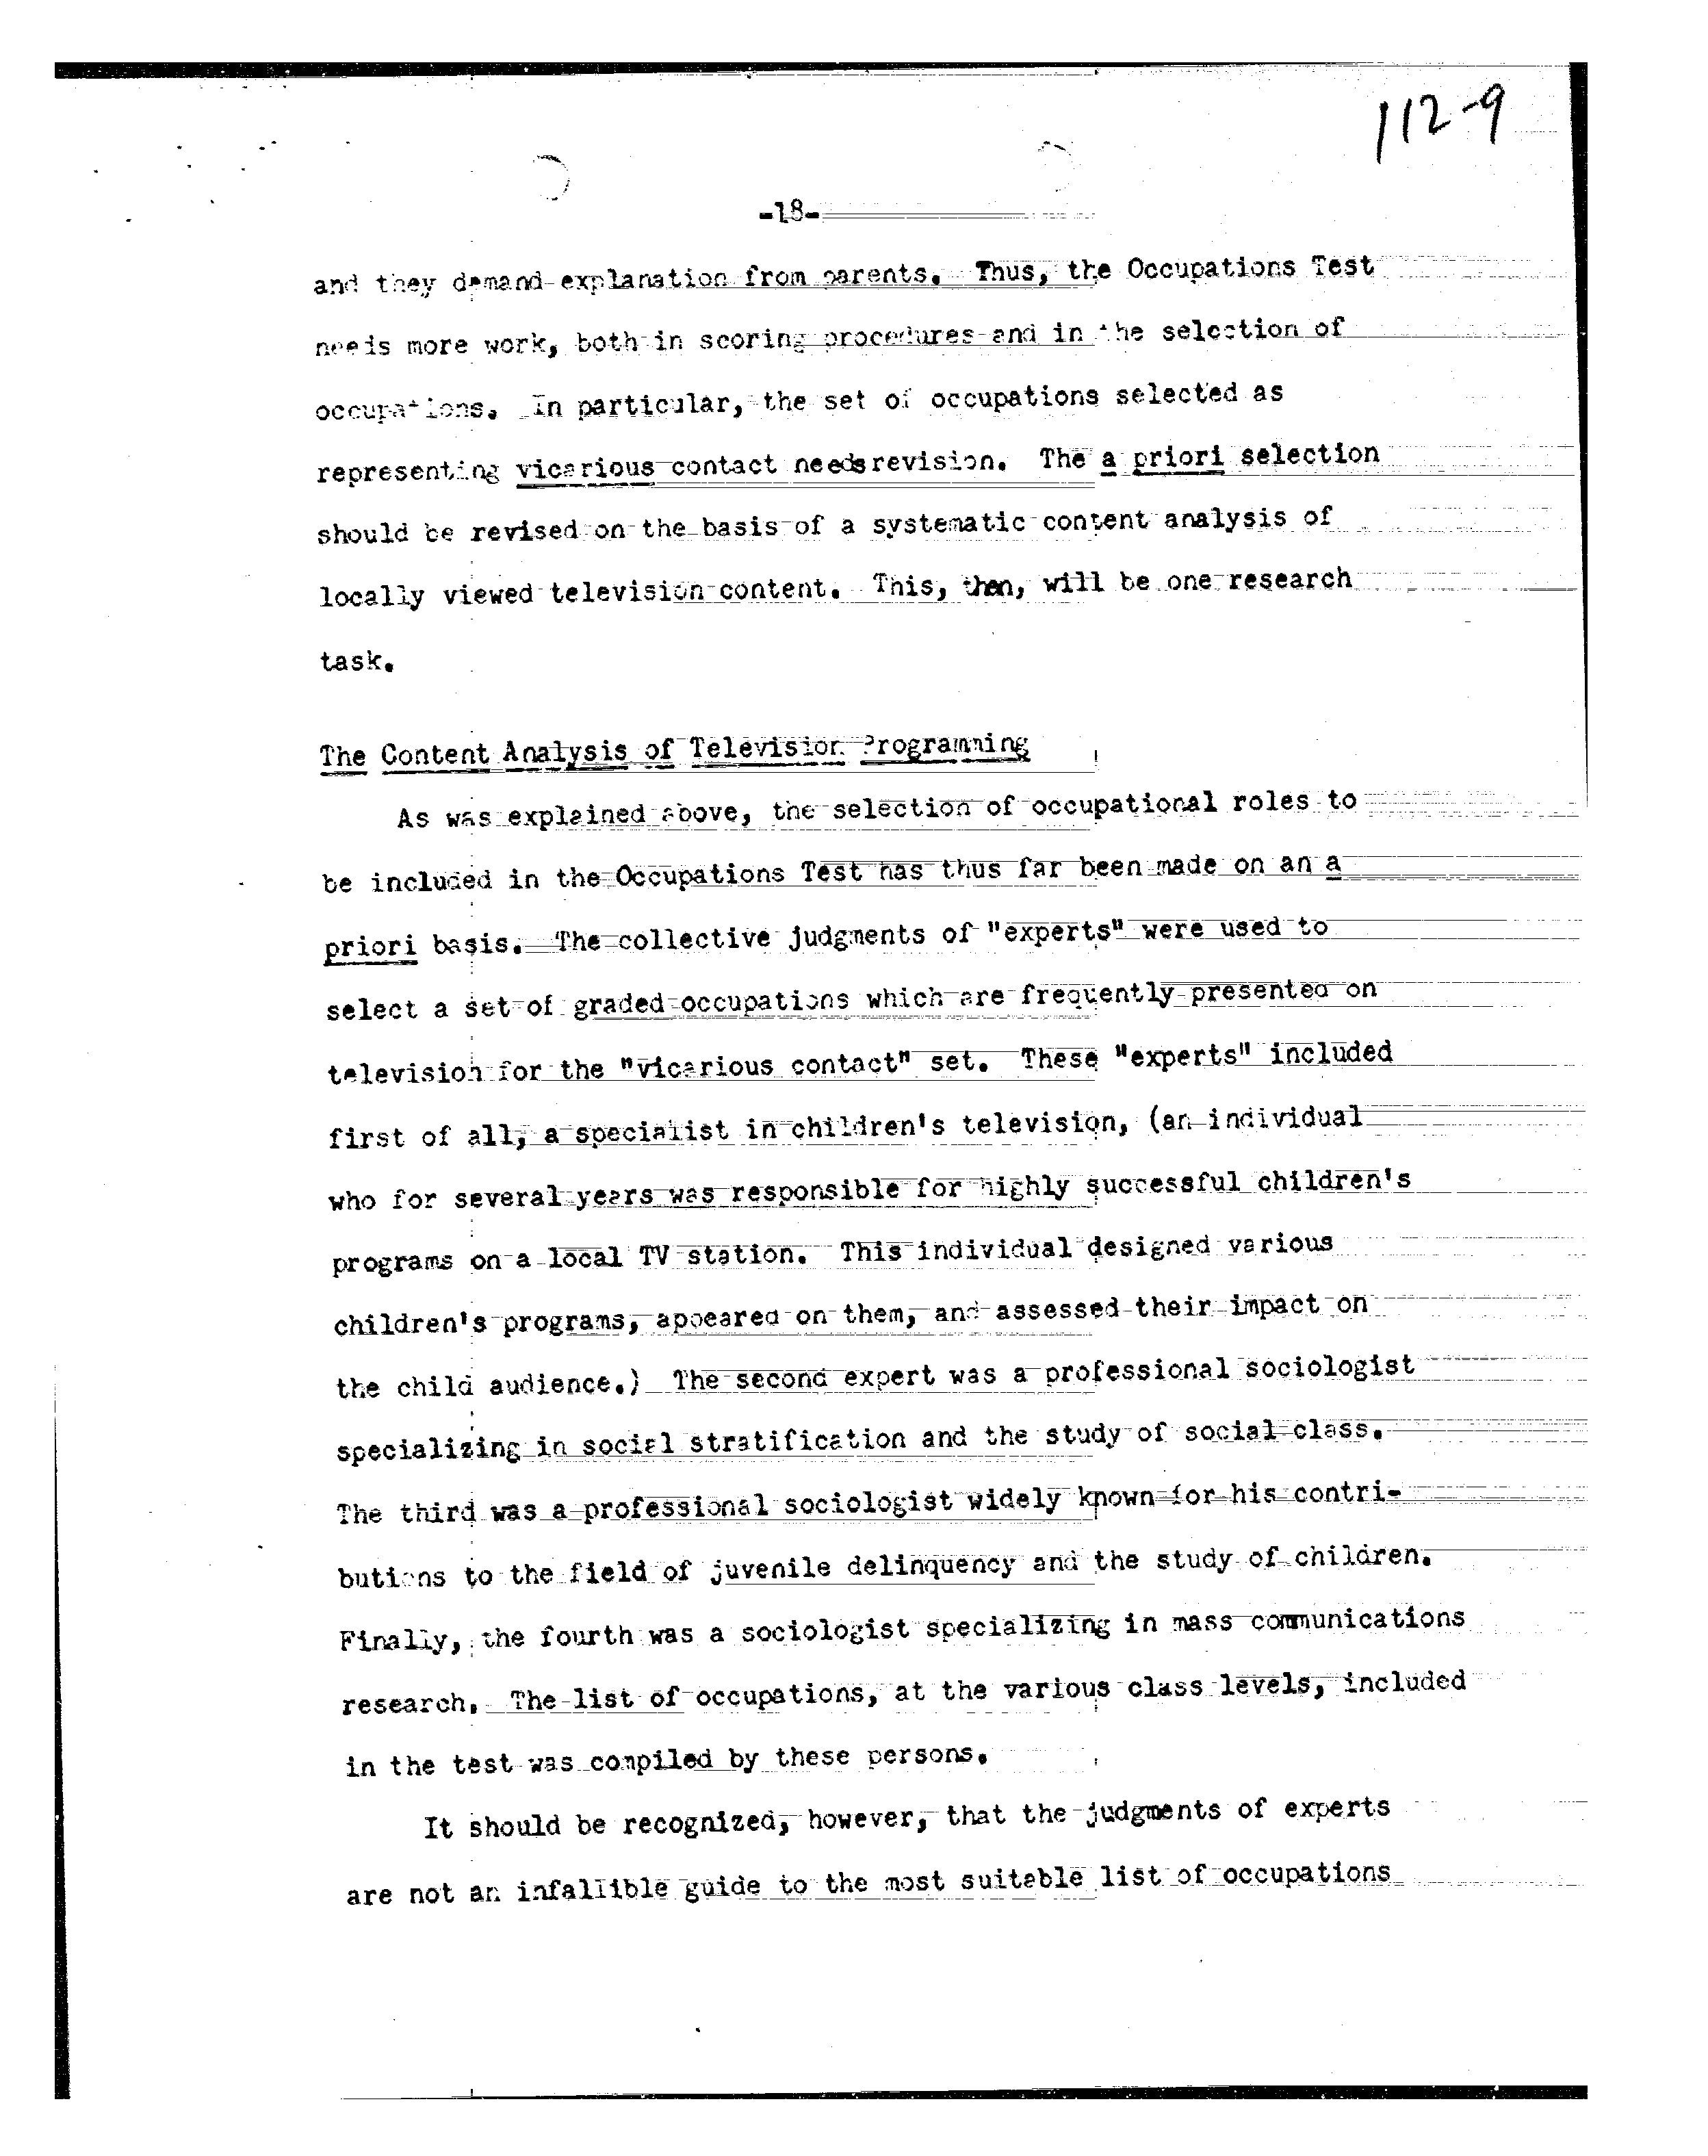 112-9
-18-
and they demand explanation from parents. Thus, the Occupations Test
needs more work, both in scoring procedures and in the selection of
occupations. In particular, the set of occupations selected as
representing vicarious contact needs revision. The a priori selection
should be revised on the basis of a systematic content analysis of
locally viewed television content. This, then, will be one research
task.
The Content Analysis of Television Programming
As was explained above, the selection of occupational roles to
be included in the Occupations Test has thus far been made on an a
priori basis. The collective judgments of "experts" were used to
select a set of graded occupations which are frequently presented on
television for the "vicarious contact" set. These "experts" included
first of all, a specialist in children's television, (an individual
who for several years was responsible for highly successful children's
programs on a local TV station. This individual designed various
children's programs, appeared on them, and assessed their impact on
the child audience.) The second expert was a professional sociologist
specializing in social stratification and the study of social class.
The third was a professional sociologist widely known for his contri-
butions to the field of juvenile delinquency and the study of children.
Finally, the fourth was a sociologist specializing in mass communications
research. The list of occupations, at the various class levels, included
in the test was compiled by these persons.
It should be recognized, however, that the judgments of experts
are not an infallible guide to the most suitable list of occupations